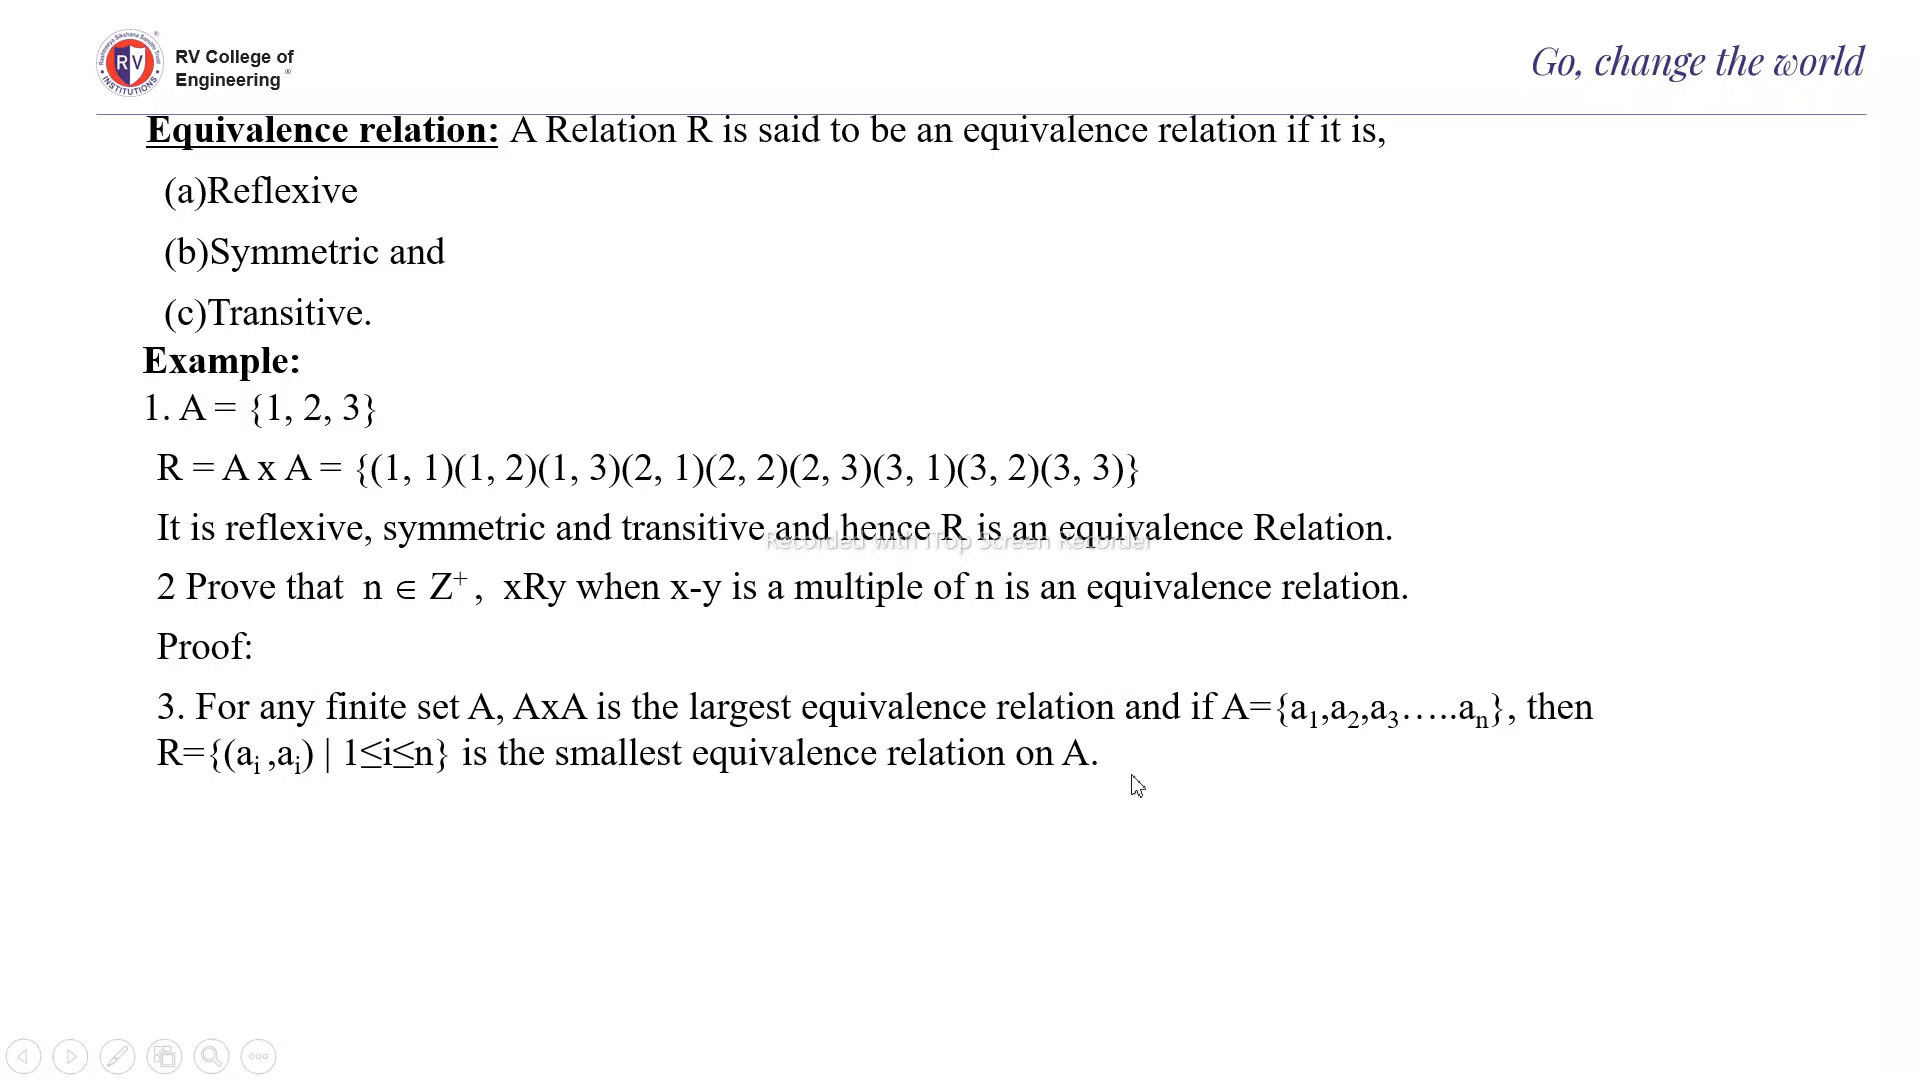 RV College of
Engineering ®
Go, change the world
Equivalence relation: A Relation R is said to be an equivalence relation if it is,
(a)Reflexive
(b)Symmetric and
(c)Transitive.
Example:
1. A = {1, 2, 3}
R = A x A = {(1, 1)(1, 2)(1, 3)(2, 1)(2, 2)(2, 3)(3, 1)(3, 2)(3, 3)}
It is reflexive, symmetric and transitive and hence R is an equivalence Relation.
Recorded with iTop Screen Recorder
2 Prove that n ∈ Z⁺ , xRy when x-y is a multiple of n is an equivalence relation.
Proof:
3. For any finite set A, AxA is the largest equivalence relation and if A={a₁,a₂,a₃…..aₙ}, then
R={(aᵢ ,aᵢ) | 1≤i≤n} is the smallest equivalence relation on A.